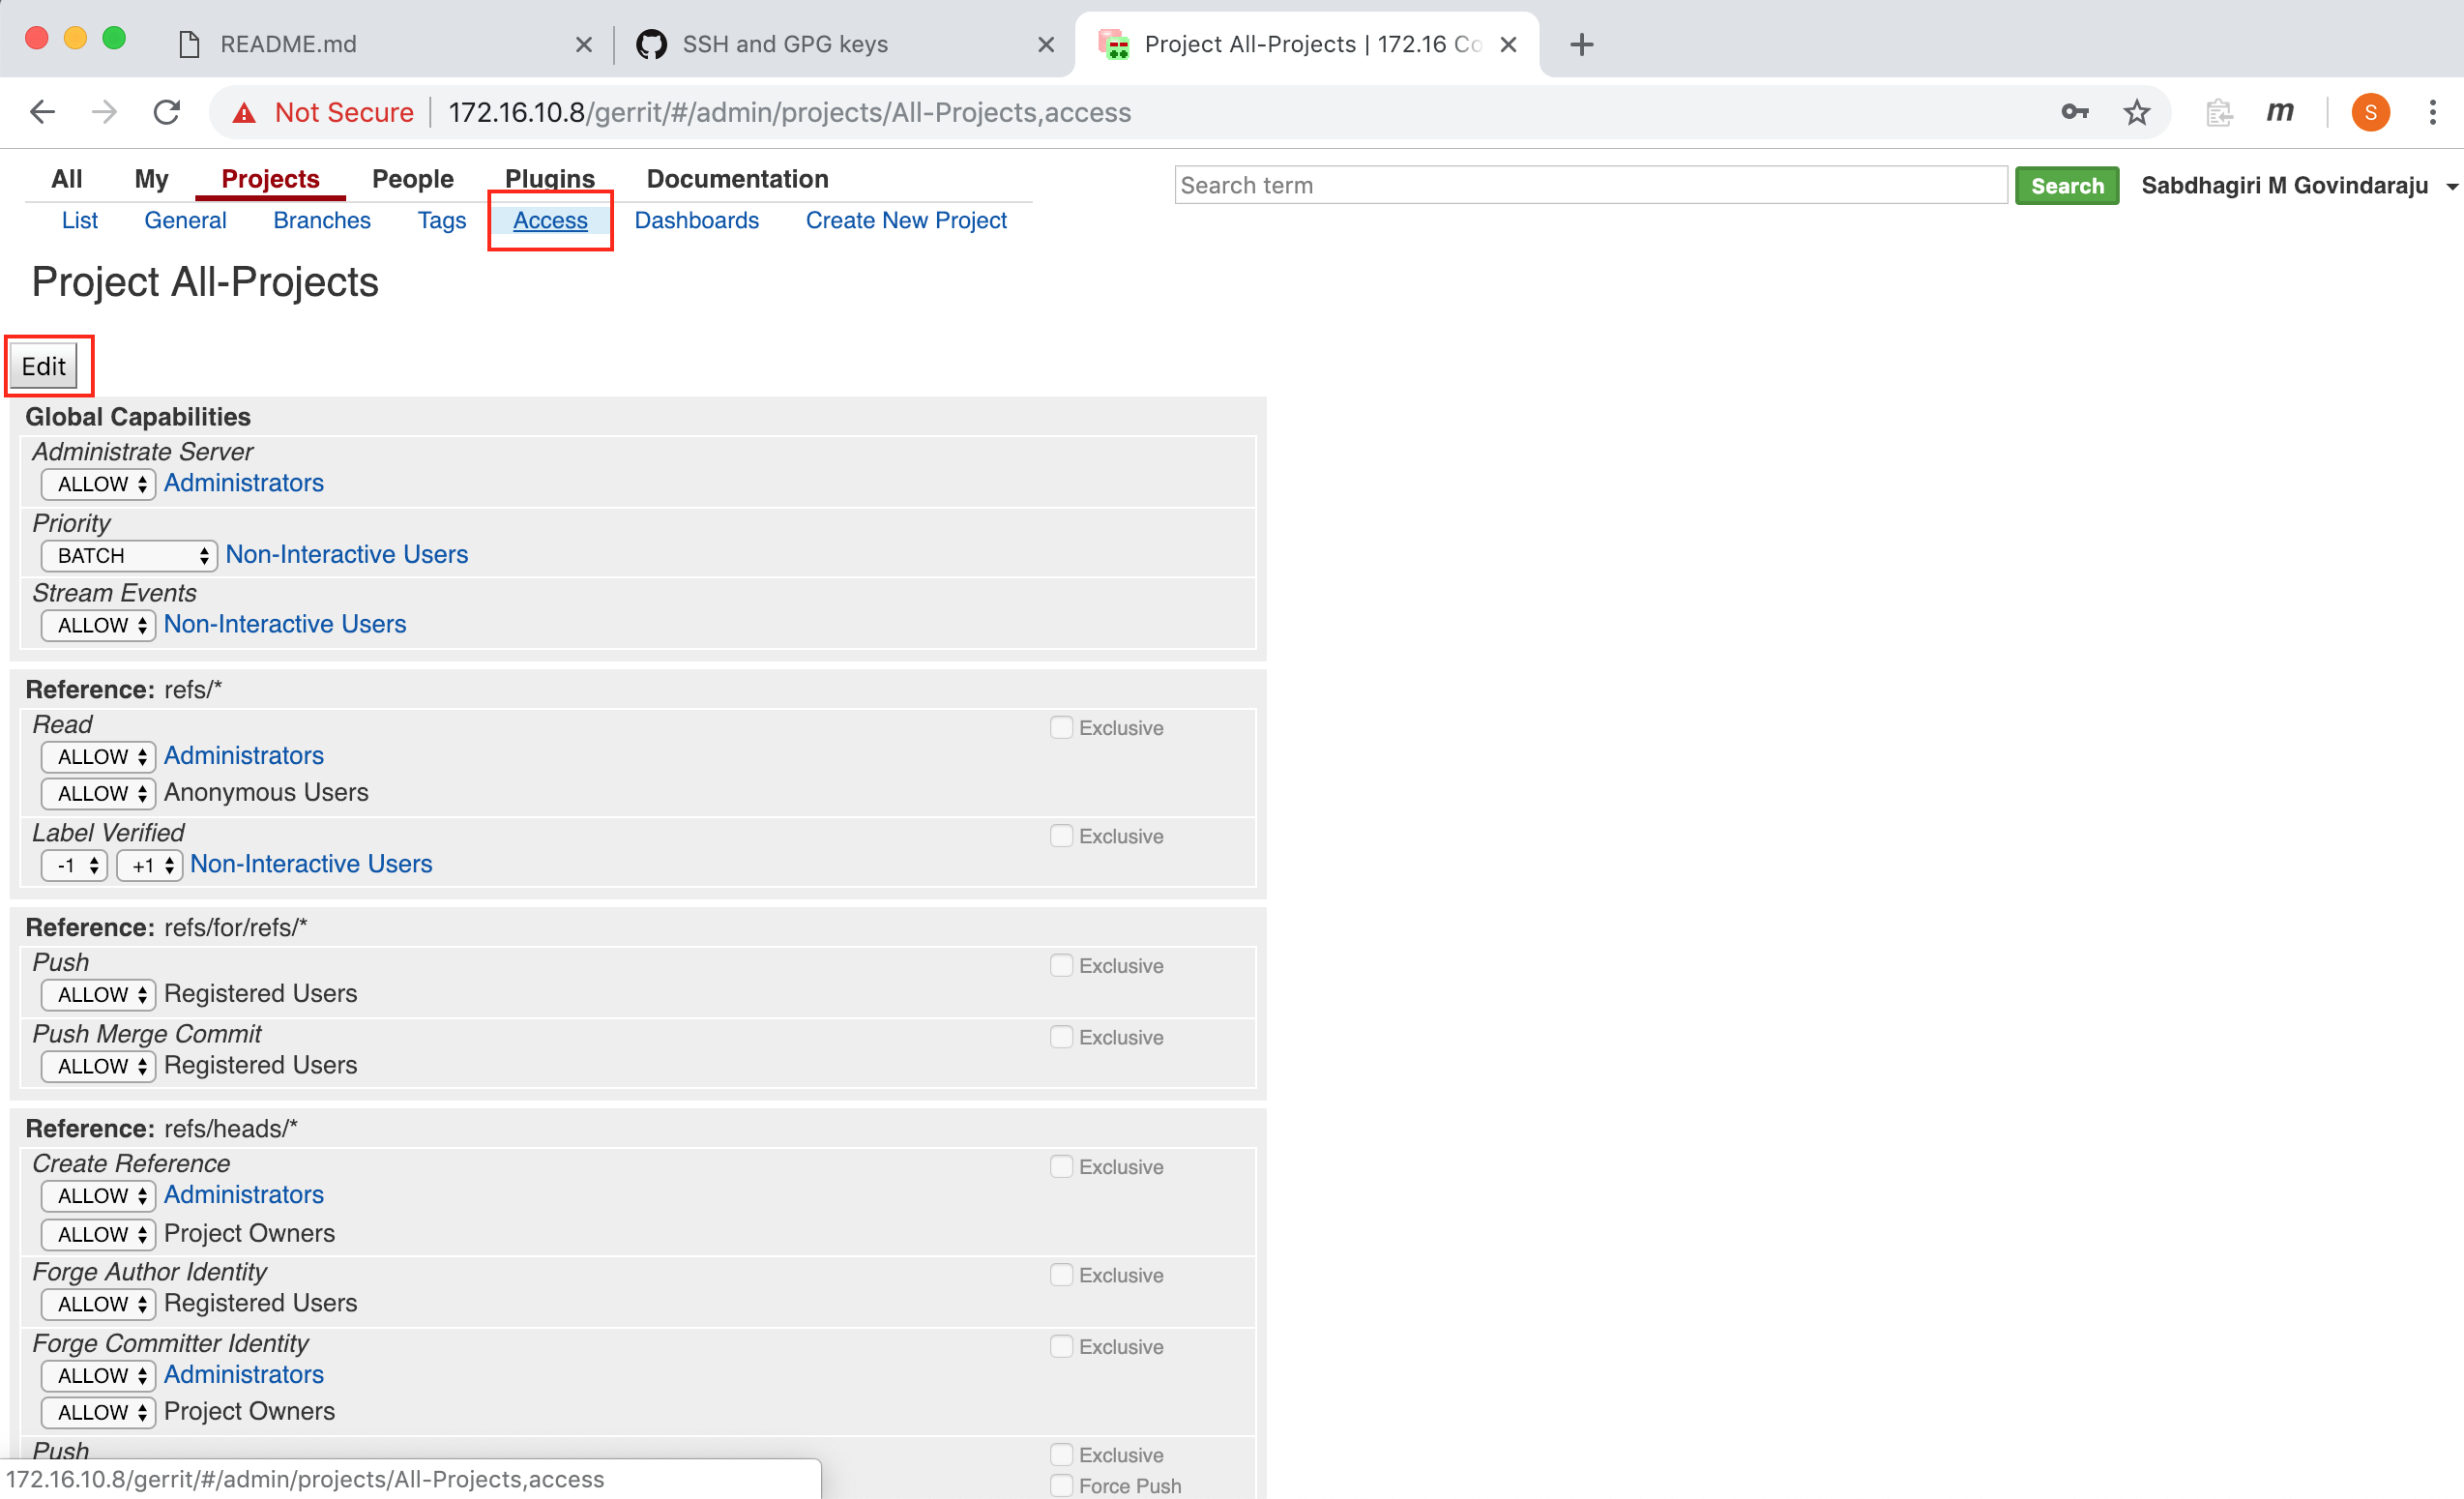 README.md
SSH and GPG keys
Project All-Projects | 172.16 Co
Not Secure 172.16.10.8/gerrit/#/admin/projects/All-Projects,access
m
S
All My Projects People Plugins Documentation
Search term
Search
Sabdhagiri M Govindaraju
List General Branches Tags Access Dashboards Create New Project
Project All-Projects
Edit
Global Capabilities
Administrate Server
ALLOW Administrators
Priority
BATCH Non-Interactive Users
Stream Events
ALLOW Non-Interactive Users
Reference: refs/*
Read Exclusive
ALLOW Administrators
ALLOW Anonymous Users
Label Verified Exclusive
-1 +1 Non-Interactive Users
Reference: refs/for/refs/*
Push Exclusive
ALLOW Registered Users
Push Merge Commit Exclusive
ALLOW Registered Users
Reference: refs/heads/*
Create Reference Exclusive
ALLOW Administrators
ALLOW Project Owners
Forge Author Identity Exclusive
ALLOW Registered Users
Forge Committer Identity Exclusive
ALLOW Administrators
ALLOW Project Owners
Push Exclusive
Force Push
172.16.10.8/gerrit/#/admin/projects/All-Projects,access